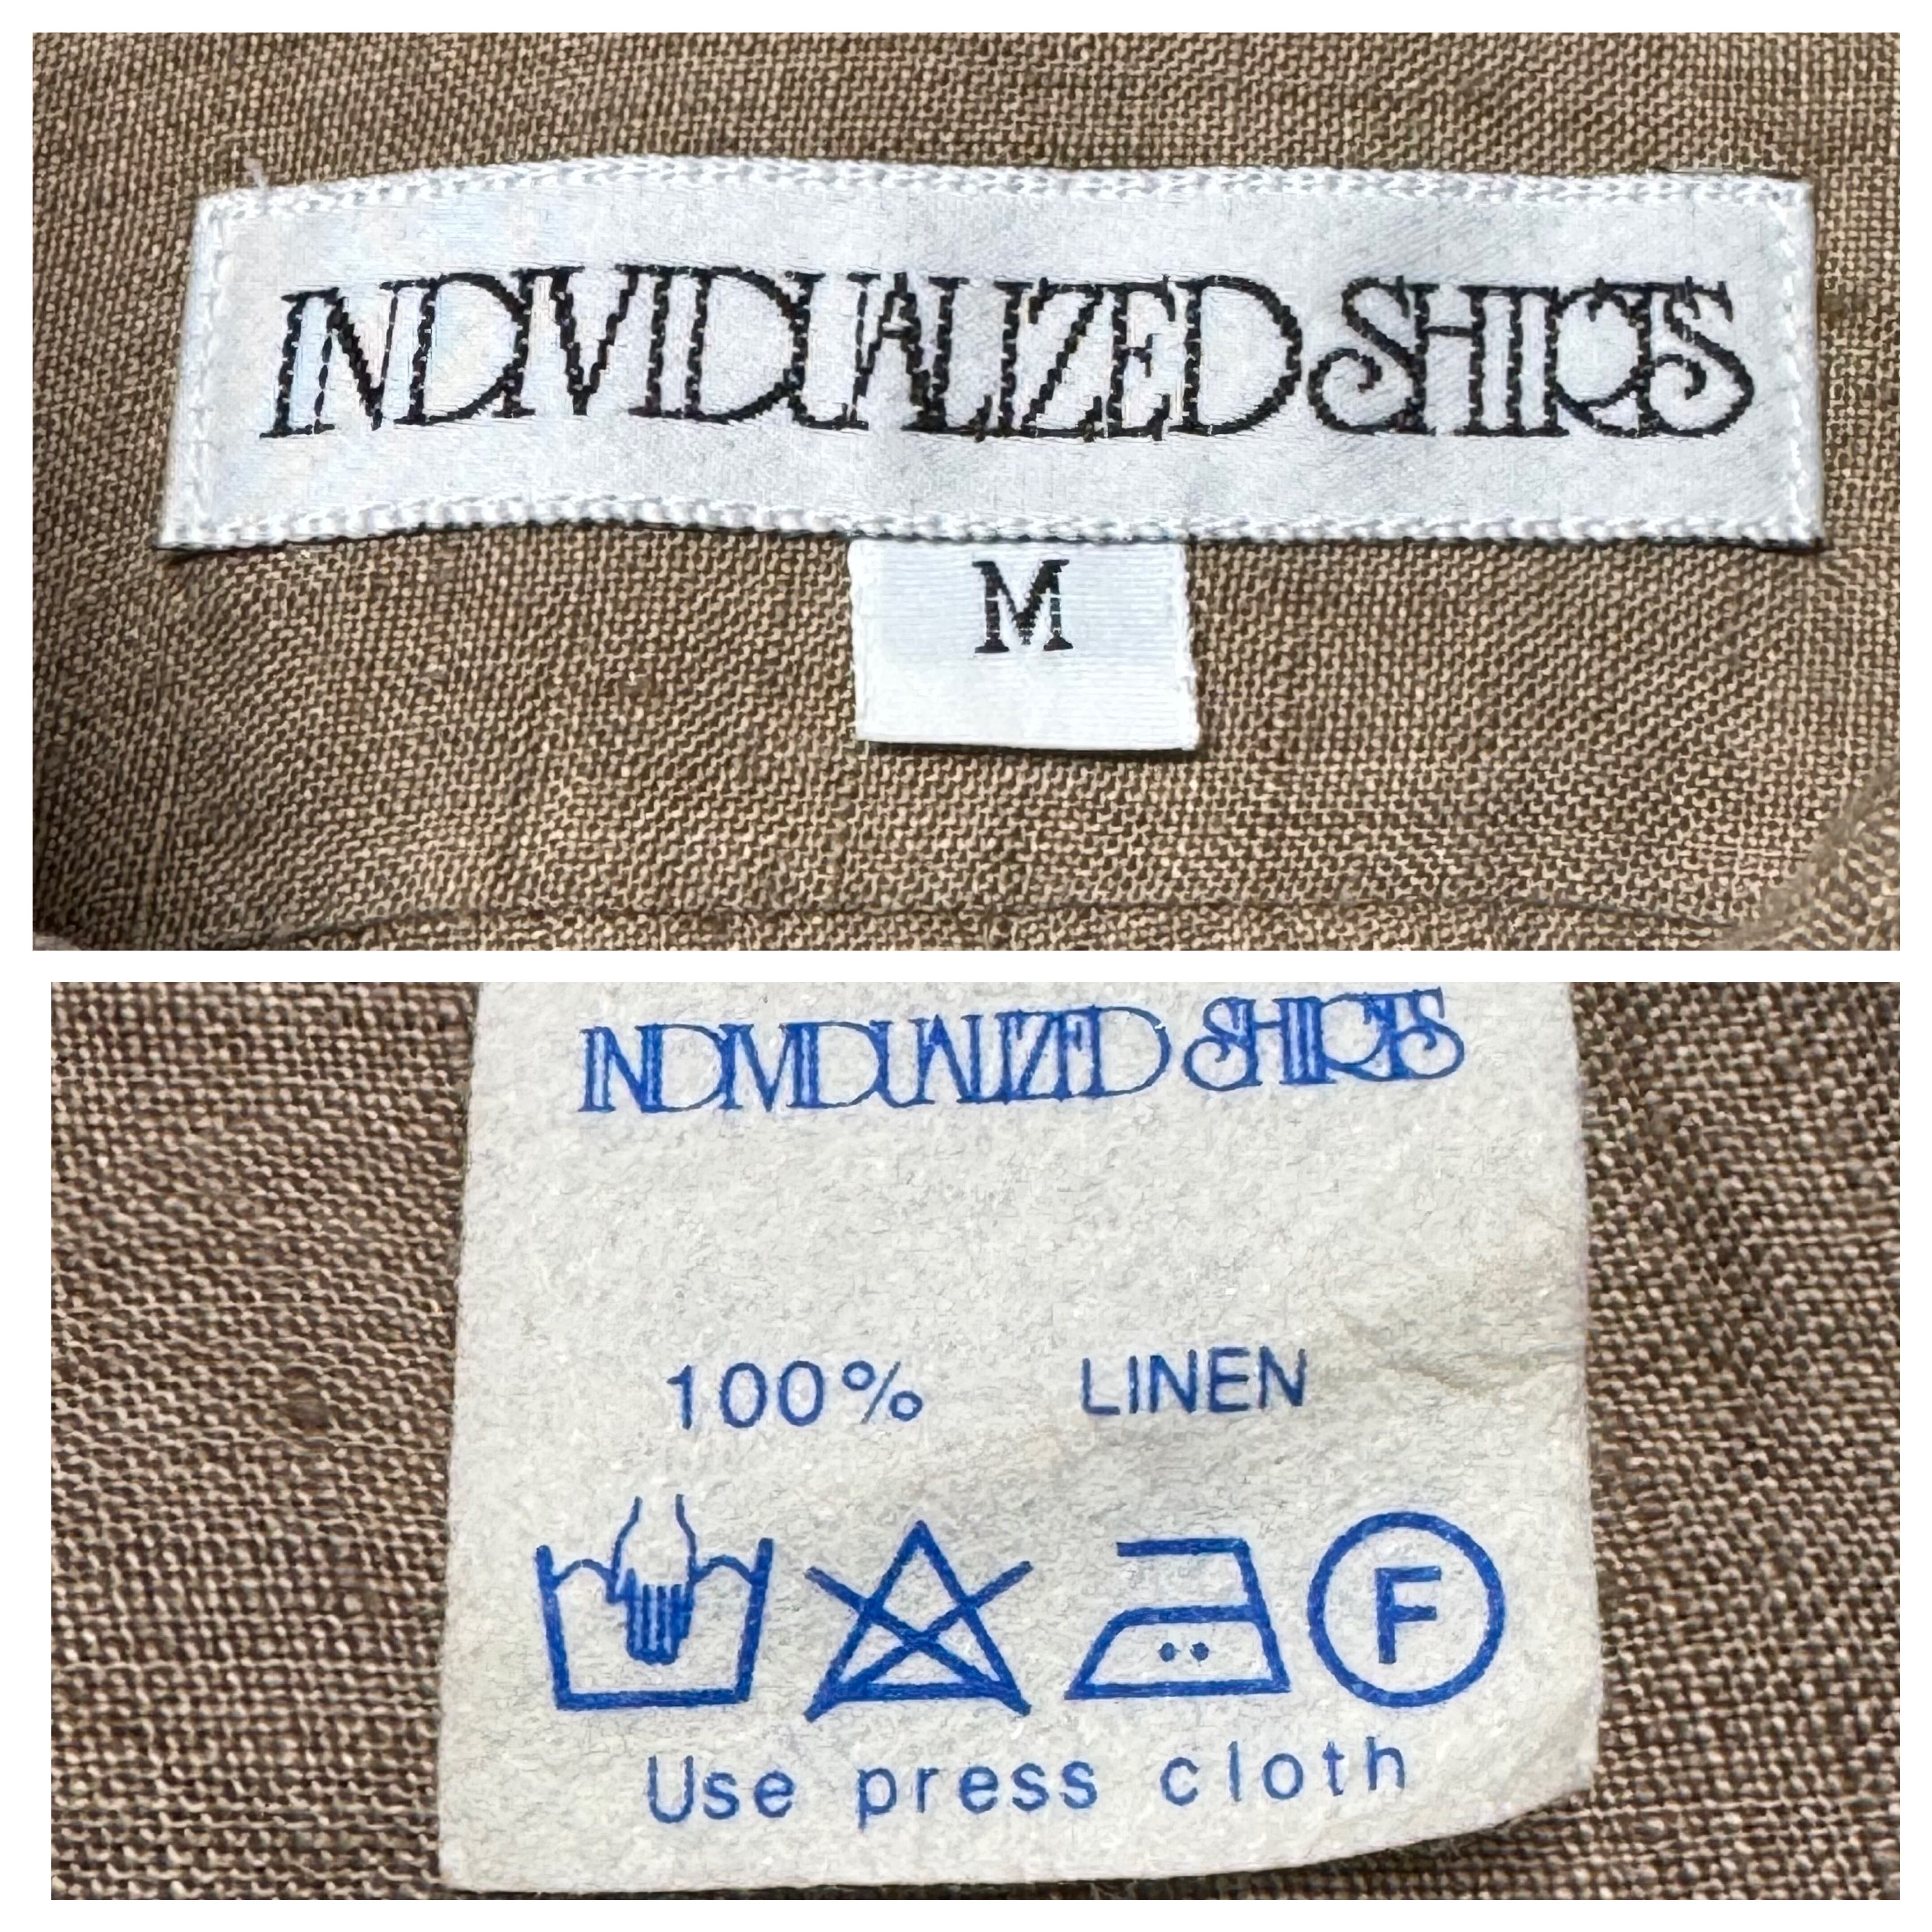 INDIVIDUALIZED SHIRTS
M
INDIVIDUALIZED SHIRTS
100% LINEN
F
Use press cloth